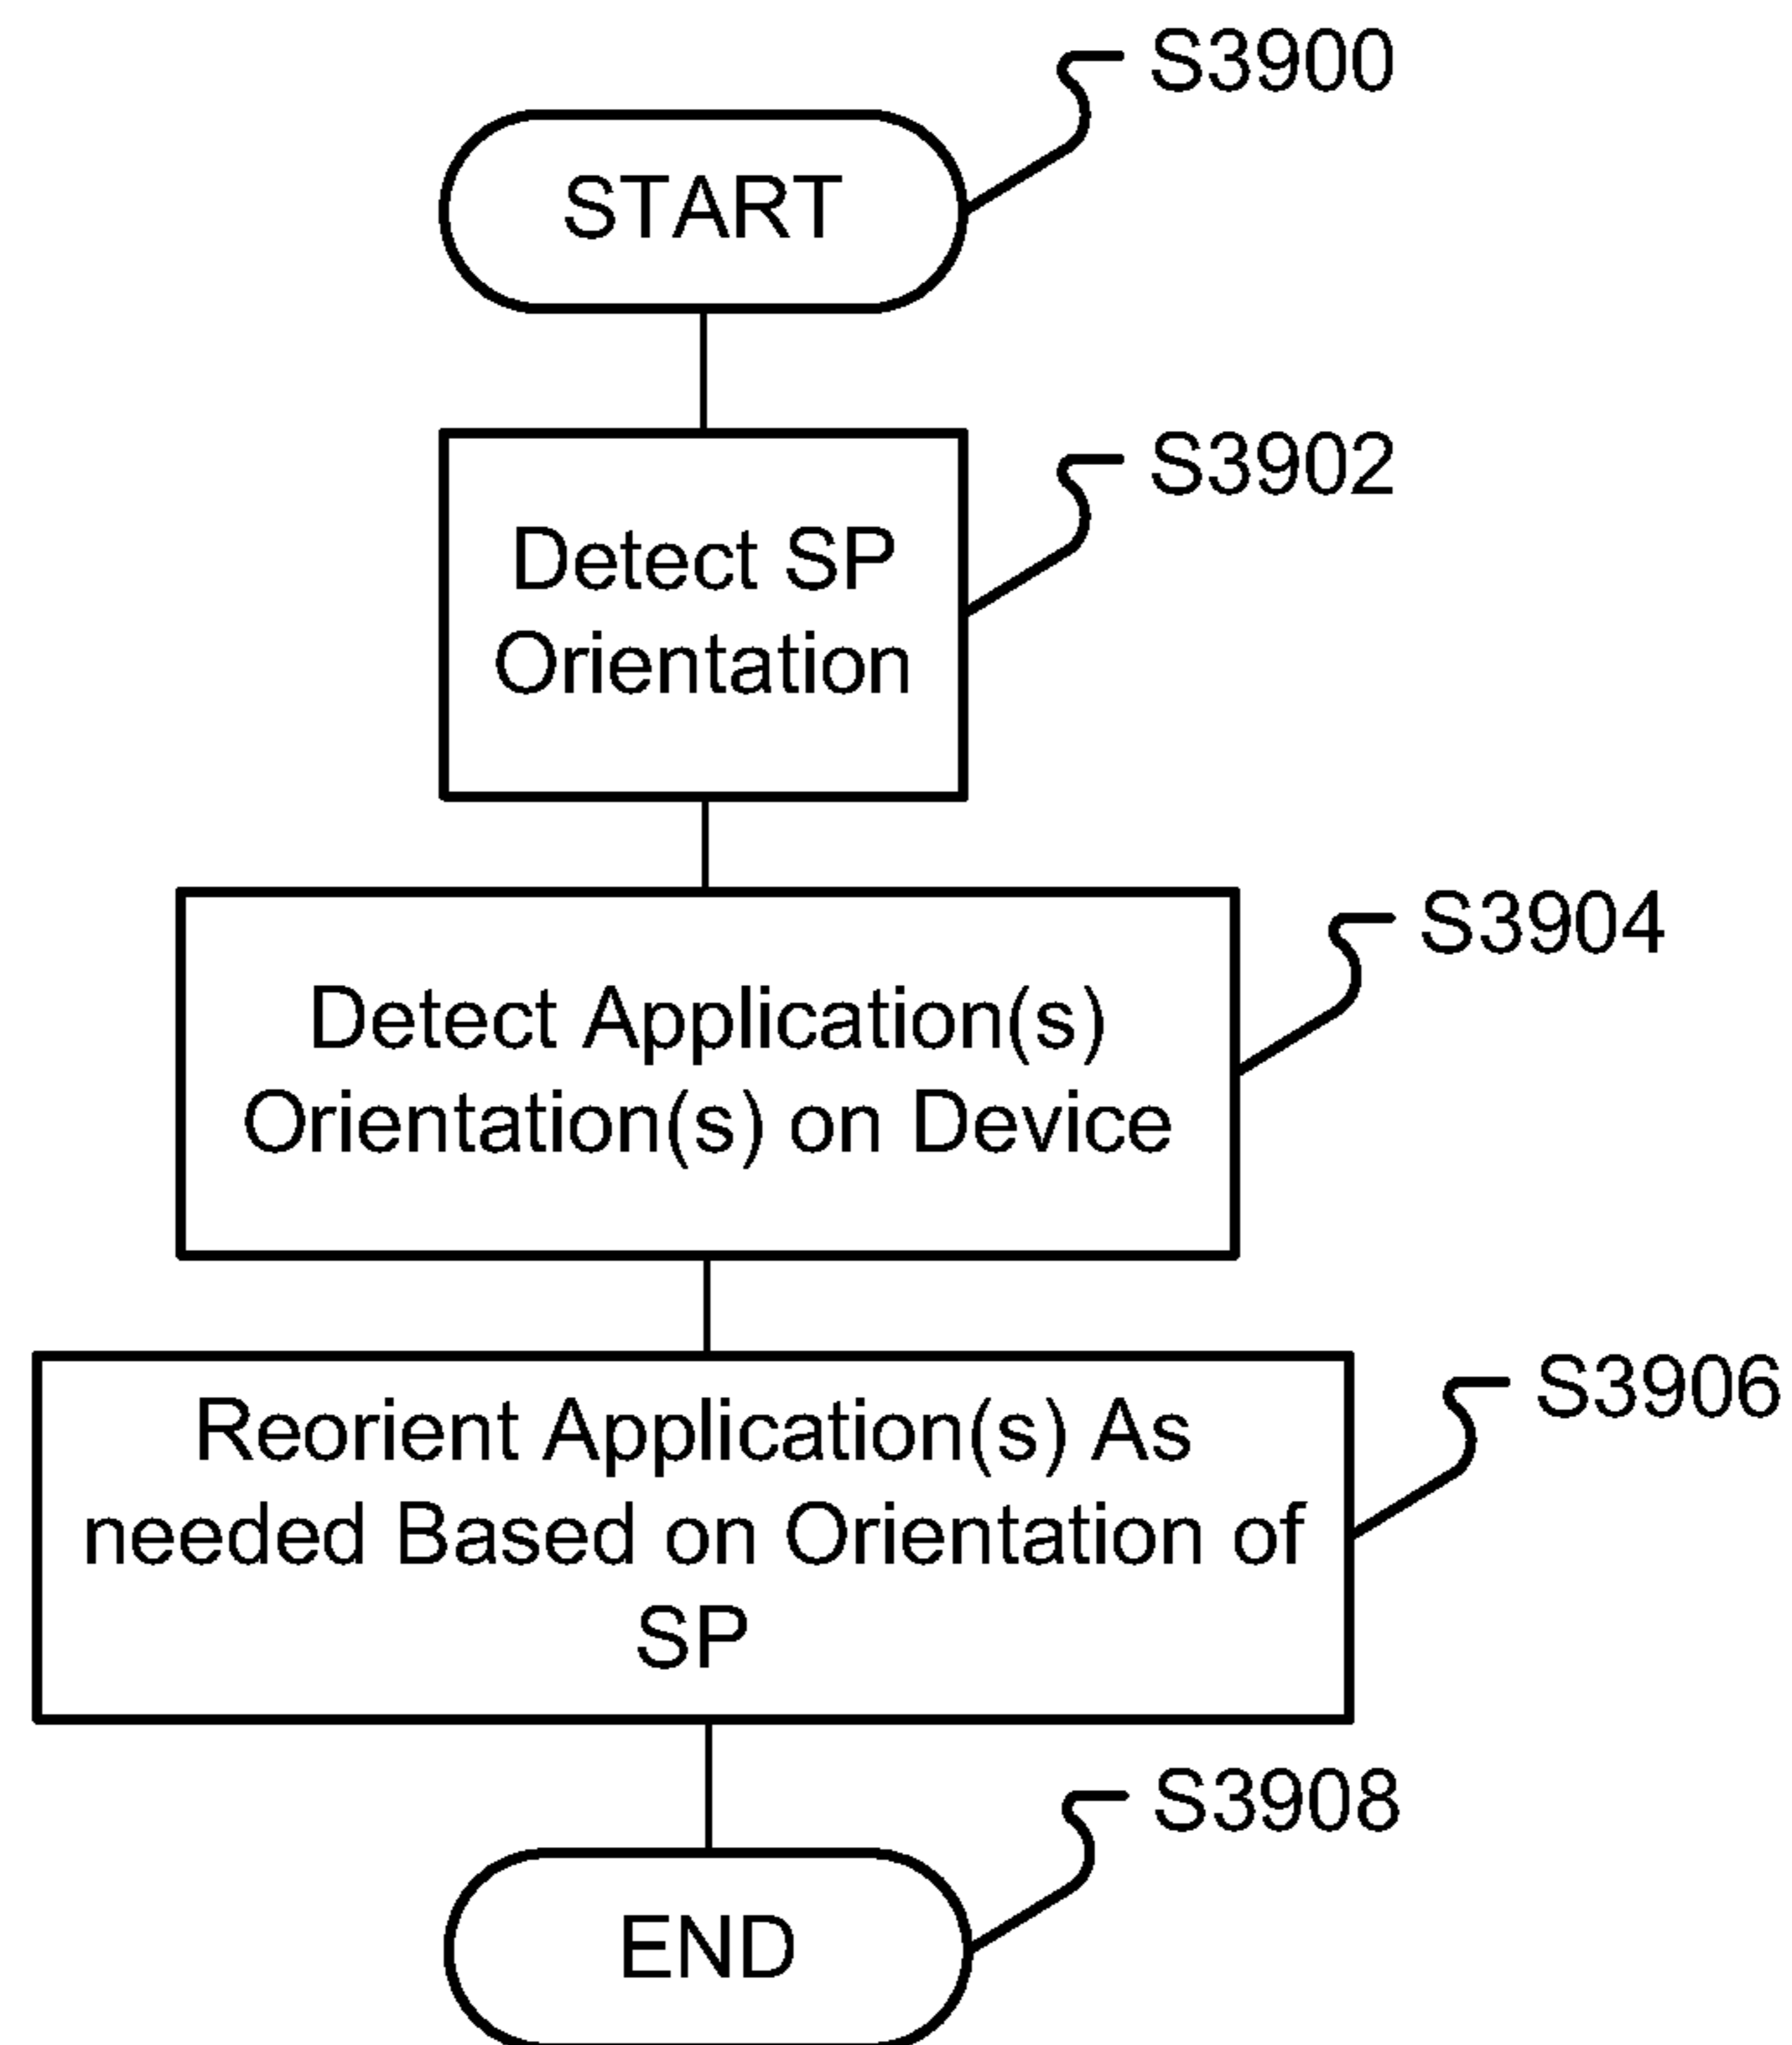 S3900
START
S3902
Detect SP
Orientation
S3904
Detect Application(s)
Orientation(s) on Device
S3906
Reorient Application(s) As
needed Based on Orientation of
SP
S3908
END